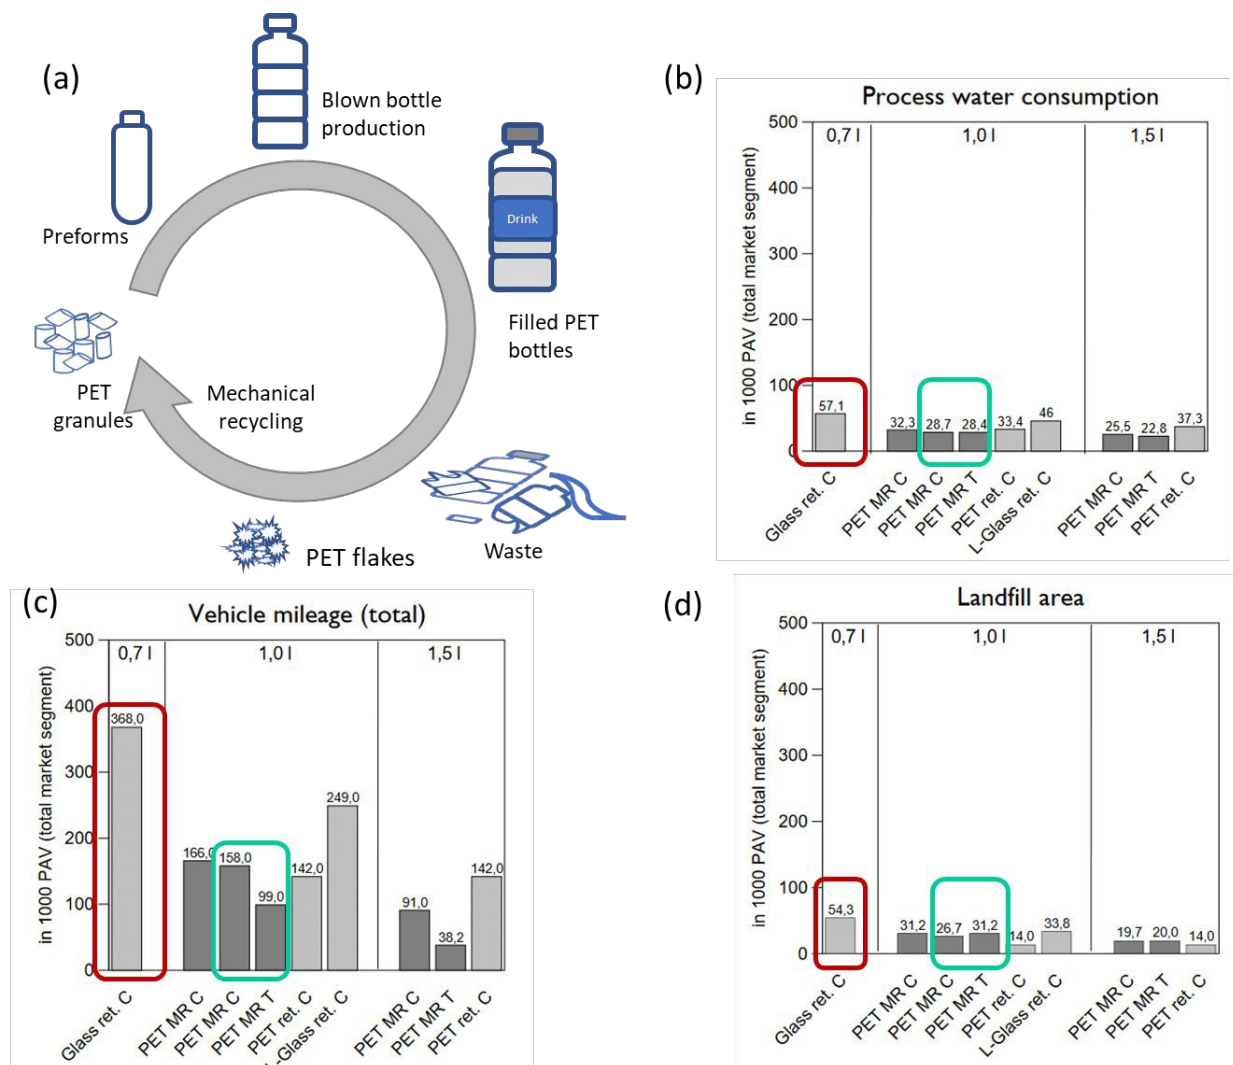 (a)
Blown bottle
production
Preforms
Drink
Filled PET
bottles
PET
granules
Mechanical
recycling
Waste
PET flakes
(b)
Process water consumption
in 1000 PAV (total market segment)
500
400
300
200
100
0
0,7 l
1,0 l
1,5 l
57,1
32,3
28,7
28,4
33,4
46
25,5
22,8
37,3
Glass ret. C
PET MR C
PET MR C
PET MR T
PET ret. C
L-Glass ret. C
PET MR C
PET MR T
PET ret. C
(c)
Vehicle mileage (total)
in 1000 PAV (total market segment)
500
400
300
200
100
0
0,7 l
1,0 l
1,5 l
368,0
166,0
158,0
99,0
142,0
249,0
91,0
38,2
142,0
Glass ret. C
PET MR C
PET MR C
PET MR T
PET ret. C
L-Glass ret. C
PET MR C
PET MR T
PET ret. C
(d)
Landfill area
in 1000 PAV (total market segment)
500
400
300
200
100
0
0,7 l
1,0 l
1,5 l
54,3
31,2
26,7
31,2
14,0
33,8
19,7
20,0
14,0
Glass ret. C
PET MR C
PET MR C
PET MR T
PET ret. C
L-Glass ret. C
PET MR C
PET MR T
PET ret. C